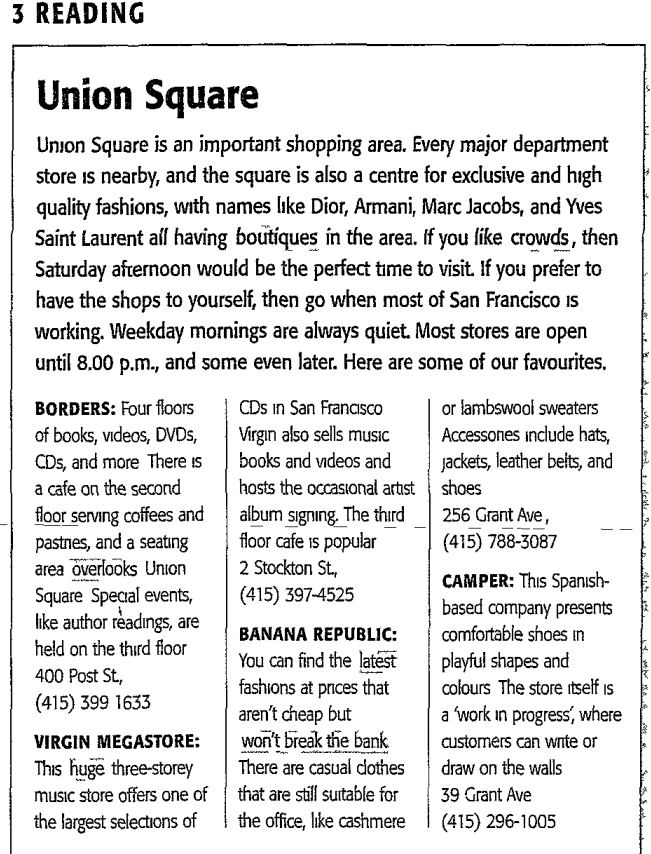 3 READING
Union Square
Union Square is an important shopping area. Every major department
store is nearby, and the square is also a centre for exclusive and high
quality fashions, with names like Dior, Armani, Marc Jacobs, and Yves
Saint Laurent all having boutiques in the area. If you like crowds, then
Saturday afternoon would be the perfect time to visit. If you prefer to
have the shops to yourself, then go when most of San Francisco is
working. Weekday mornings are always quiet. Most stores are open
until 8.00 p.m., and some even later. Here are some of our favourites.
BORDERS: Four floors
of books, videos, DVDs,
CDs, and more There is
a cafe on the second
floor serving coffees and
pastries, and a seating
area overlooks Union
Square Special events,
like author readings, are
held on the third floor
400 Post St.,
(415) 399 1633
VIRGIN MEGASTORE:
This huge three-storey
music store offers one of
the largest selections of
CDs in San Francisco
Virgin also sells music
books and videos and
hosts the occasional artist
album signing. The third
floor cafe is popular
2 Stockton St.,
(415) 397-4525
BANANA REPUBLIC:
You can find the latest
fashions at prices that
aren't cheap but
won't break the bank
There are casual clothes
that are still suitable for
the office, like cashmere
or lambswool sweaters
Accessories include hats,
jackets, leather belts, and
shoes
256 Grant Ave,
(415) 788-3087
CAMPER: This Spanish-
based company presents
comfortable shoes in
playful shapes and
colours The store itself is
a 'work in progress', where
customers can write or
draw on the walls
39 Grant Ave
(415) 296-1005